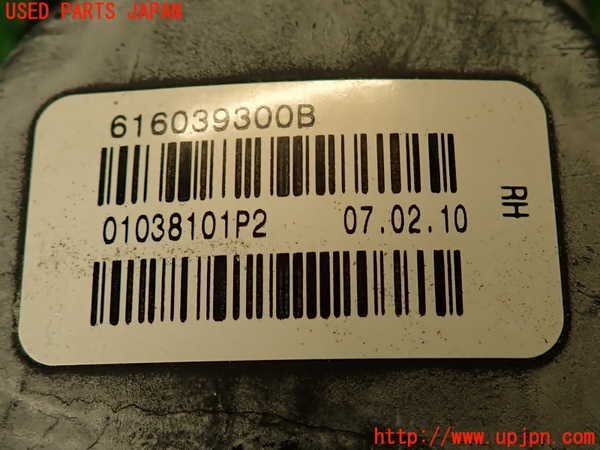 USED PARTS JAPAN
616039300B
01038101P2 07.02.10
RH
http://www.upjpn.com/